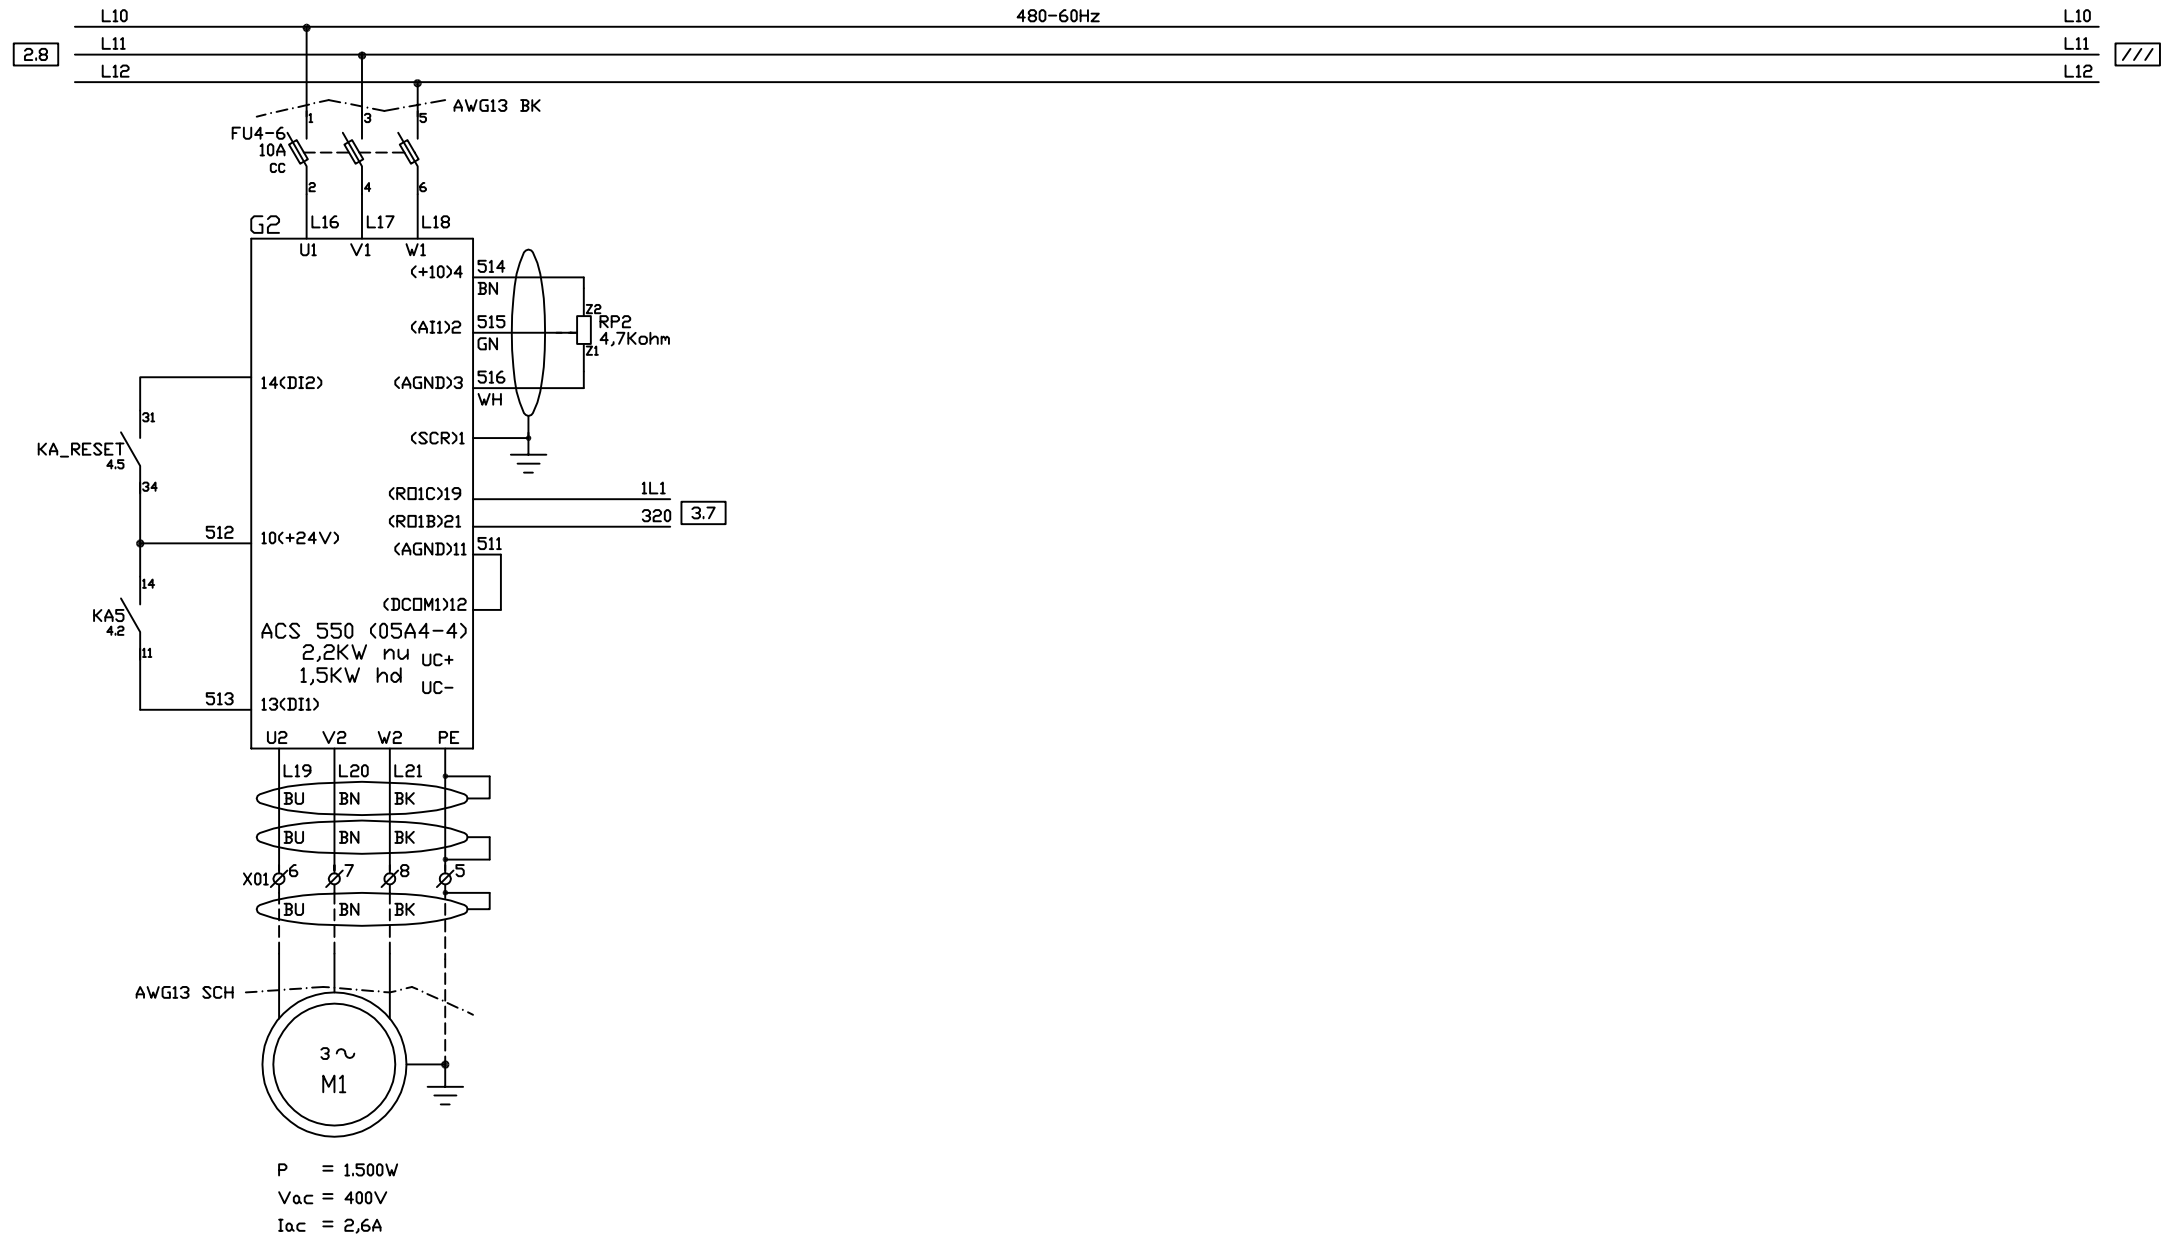 L10 480-60Hz L10
2.8 L11 L11 ///
L12 L12
AWG13 BK
1 3 5
FU4-6
10A
CC
2 4 6
G2 L16 L17 L18
U1 V1 W1
(+10)4 514
BN
Z2
(AI1)2 515 RP2
GN 4,7Kohm
Z1
14(DI2) (AGND)3 516
WH
31
KA_RESET (SCR)1
4.5
34
(RO1C)19 1L1
(RO1B)21 320 3.7
512 10(+24V) (AGND)11 511
14
KA5 (DCOM1)12
4.2
ACS 550 (05A4-4)
2,2KW nu UC+
11
1,5KW hd UC-
513 13(DI1)
U2 V2 W2 PE
L19 L20 L21
BU BN BK
BU BN BK
X01 6 7 8 5
BU BN BK
AWG13 SCH
3~
M1
P = 1.500W
Vac = 400V
Iac = 2,6A